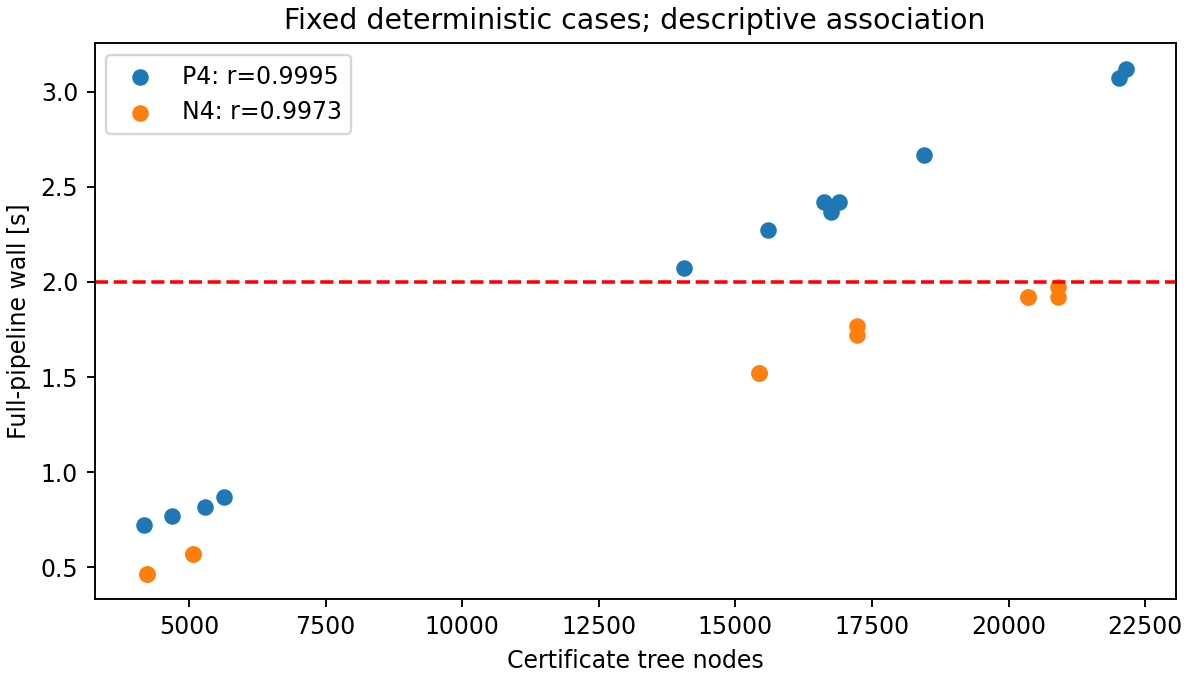 Fixed deterministic cases; descriptive association
P4: r=0.9995
N4: r=0.9973
Full-pipeline wall [s]
3.0
2.5
2.0
1.5
1.0
0.5
5000 7500 10000 12500 15000 17500 20000 22500
Certificate tree nodes